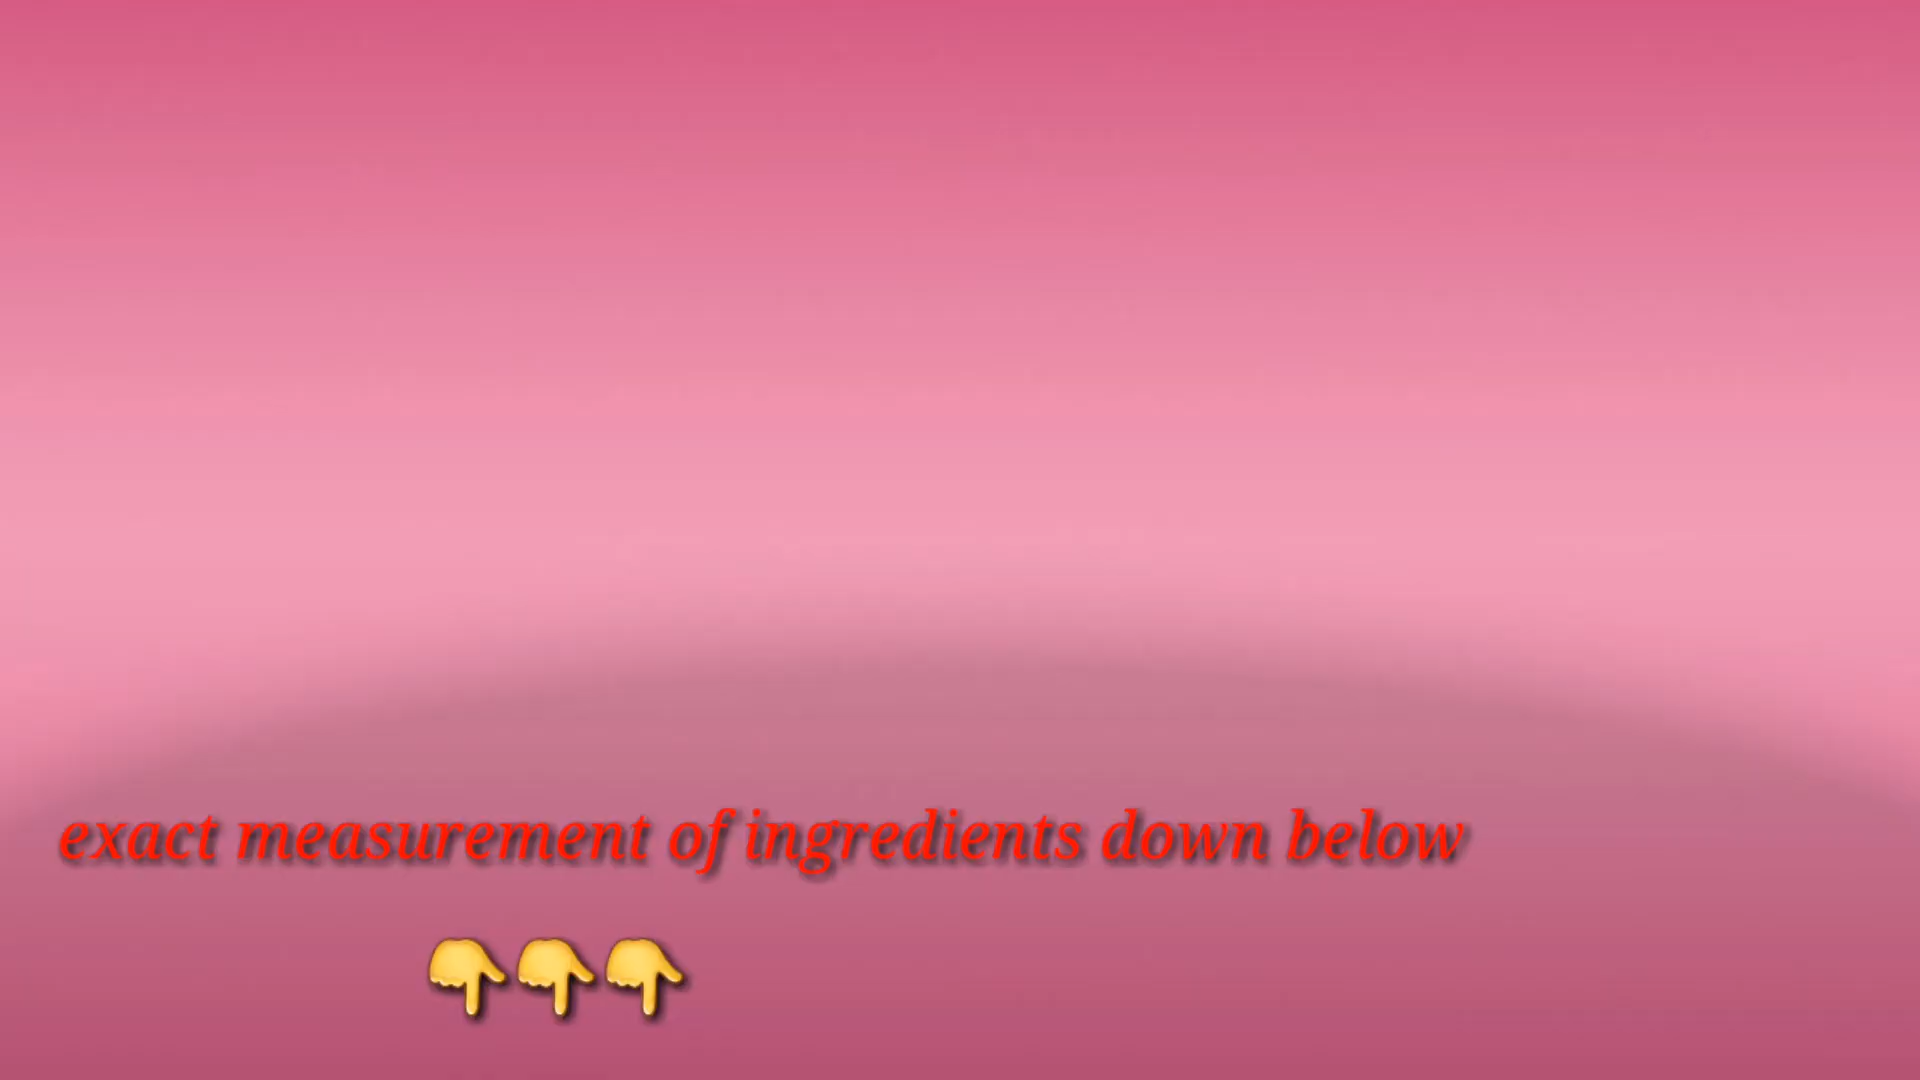 exact measurement of ingredients down below
👇👇👇